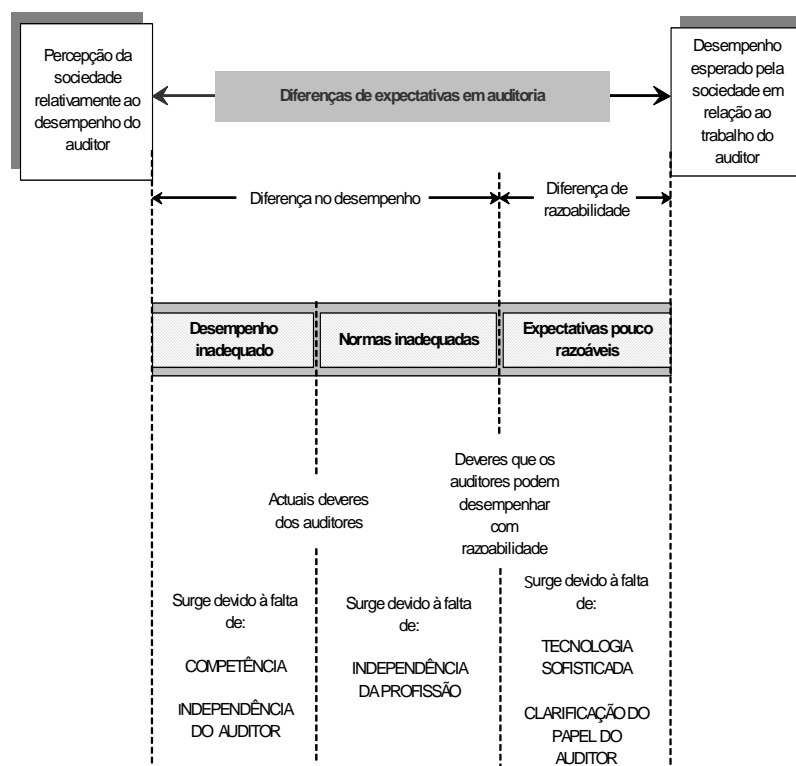 Percepção da
sociedade
relativamente ao
desempenho do
auditor
Diferenças de expectativas em auditoria
Desempenho
esperado pela
sociedade em
relação ao
trabalho do
auditor
Diferença no desempenho
Diferença de
razoabilidade
Desempenho
inadequado
Normas inadequadas
Expectativas pouco
razoáveis
Actuais deveres
dos auditores
Deveres que os
auditores podem
desempenhar
com
razoabilidade
Surge devido à falta
de:
COMPETÊNCIA
INDEPENDÊNCIA
DO AUDITOR
Surge devido à falta
de:
INDEPENDÊNCIA
DA PROFISSÃO
Surge devido à falta
de:
TECNOLOGIA
SOFISTICADA
CLARIFICAÇÃO DO
PAPEL DO
AUDITOR